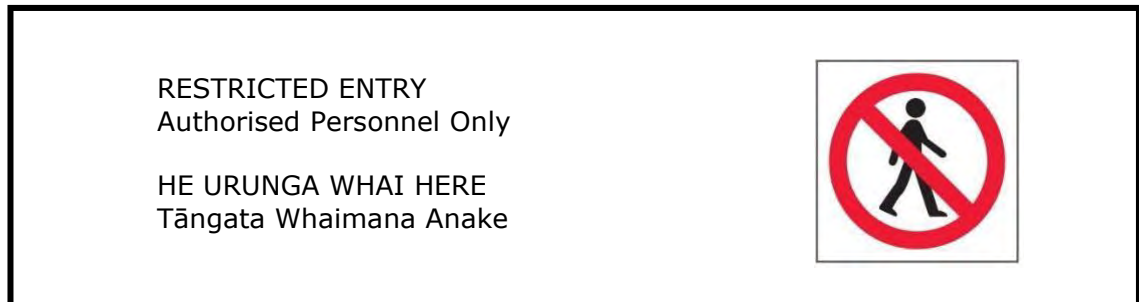 RESTRICTED ENTRY
Authorised Personnel Only
HE URUNGA WHAI HERE
Tāngata Whaimana Anake